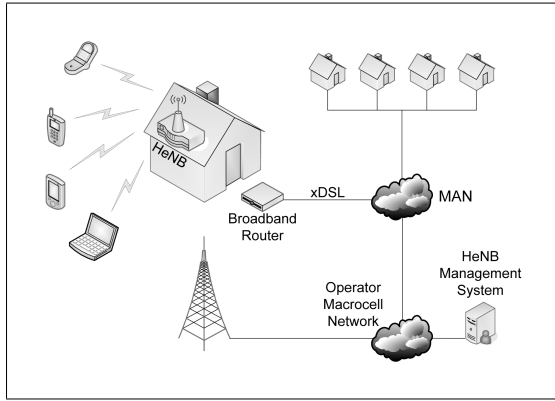 HeNB
xDSL
MAN
Broadband
Router
HeNB
Management
System
Operator
Macrocell
Network